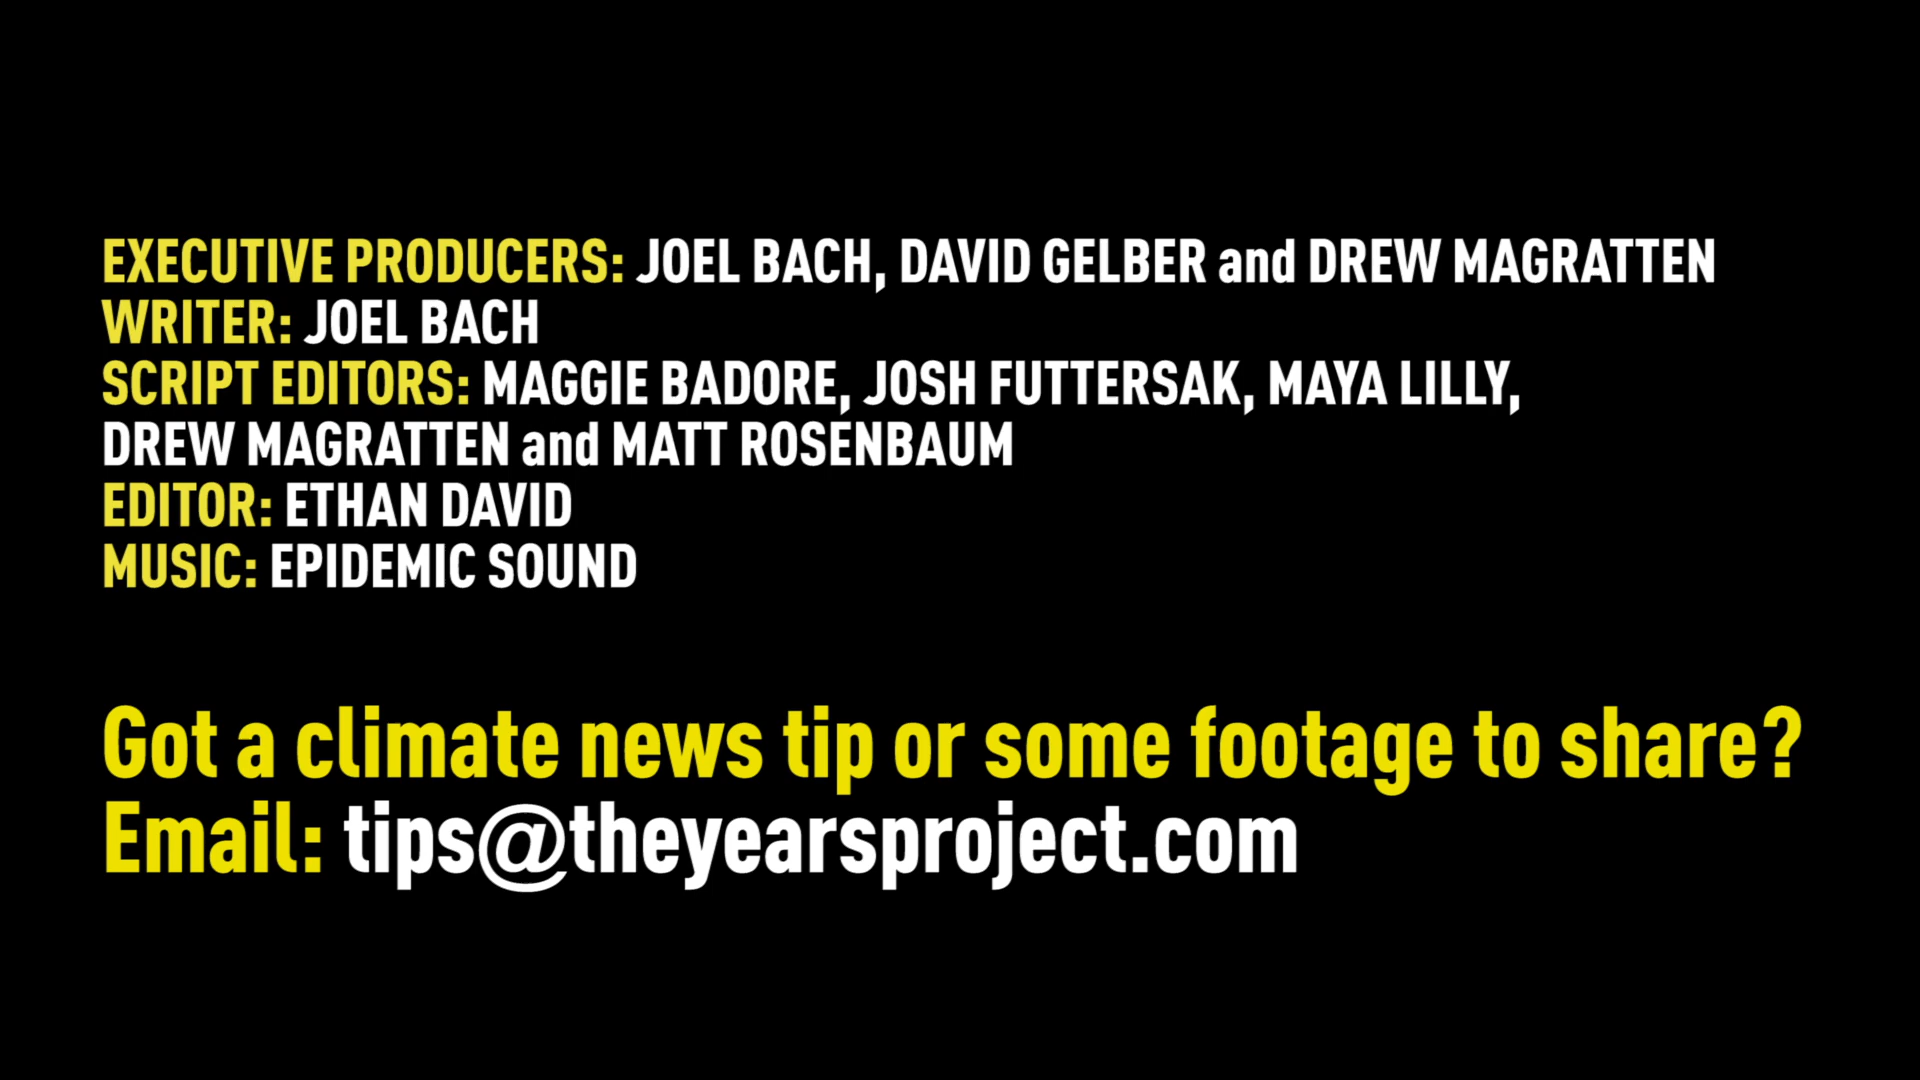 EXECUTIVE PRODUCERS: JOEL BACH, DAVID GELBER and DREW MAGRATTEN
WRITER: JOEL BACH
SCRIPT EDITORS: MAGGIE BADORE, JOSH FUTTERSAK, MAYA LILLY,
DREW MAGRATTEN and MATT ROSENBAUM
EDITOR: ETHAN DAVID
MUSIC: EPIDEMIC SOUND
Got a climate news tip or some footage to share?
Email: tips@theyearsproject.com